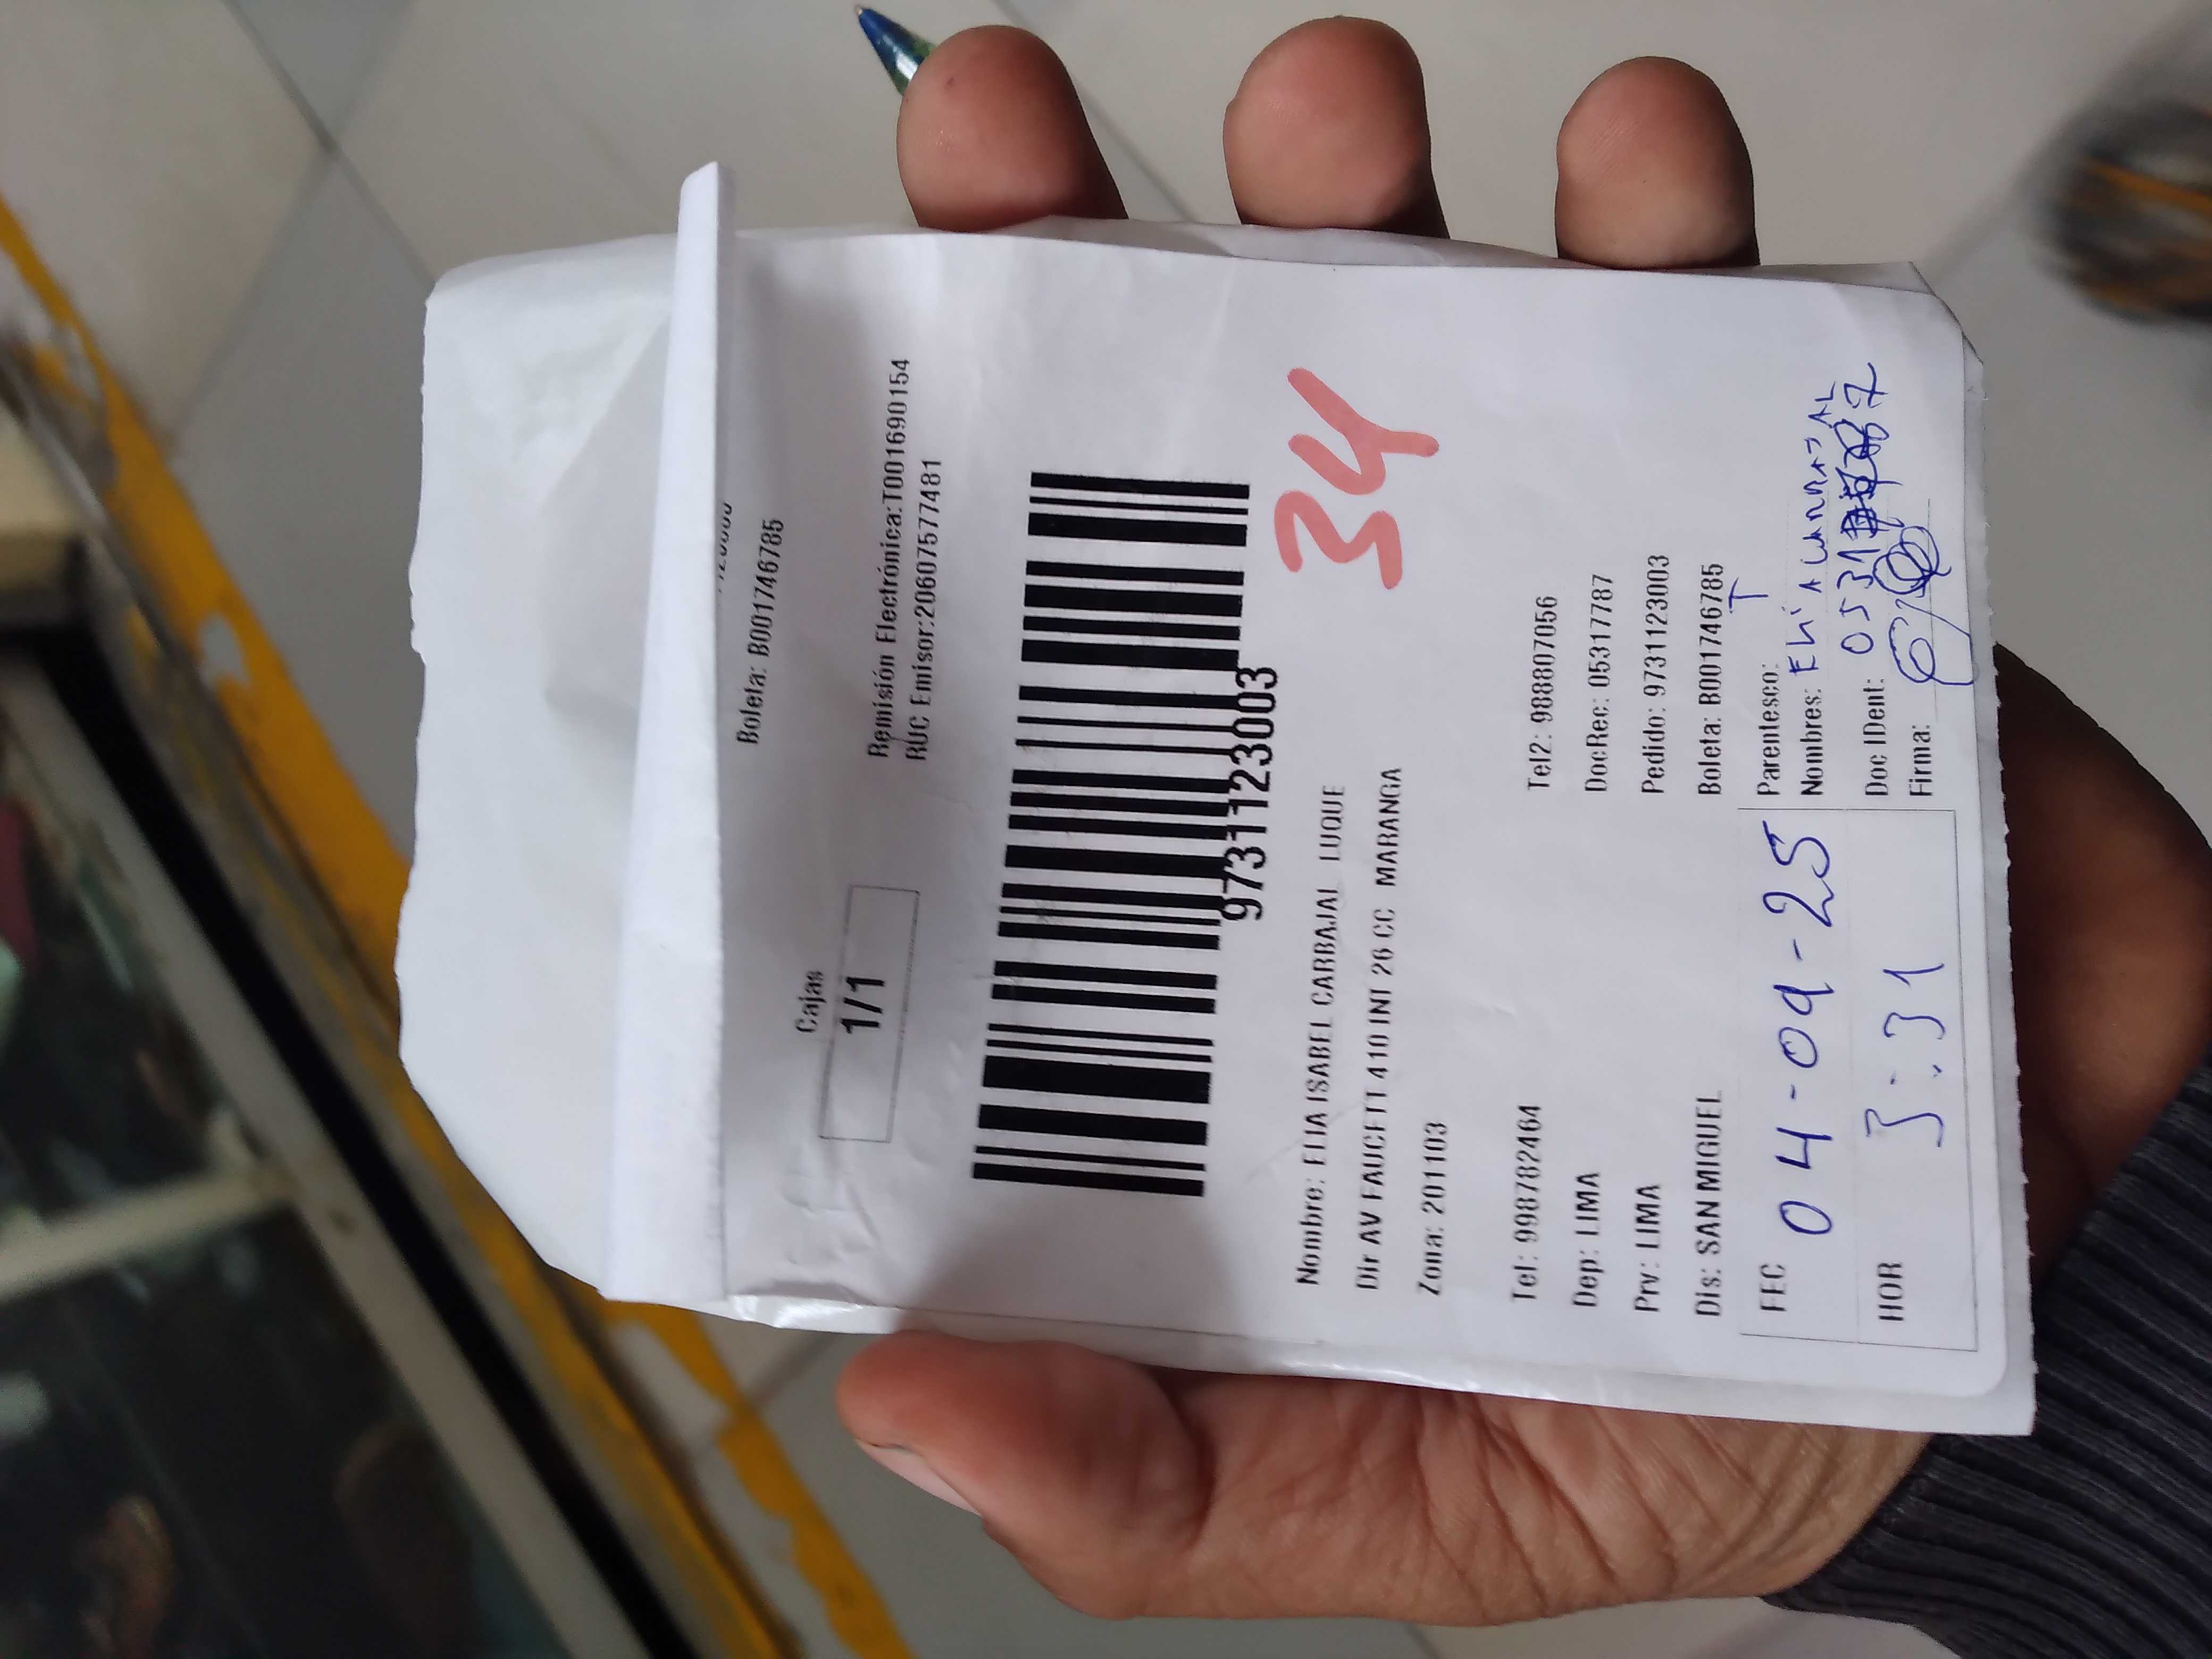 Boleta: B001746785
Cajas
1/1
Remisión Electrónica:T001690154
RUC Emisor:20607577481
9731123003
34
Nombre: ELIA ISABEL CARBAJAL LUQUE
Dir AV FAUCETT 410 INT 26 CC MARANGA
Zona: 201103
Tel: 998782464 Tel2: 988807056
Dep: LIMA DocRec: 05317787
Prv: LIMA Pedido: 9731123003
Dis: SAN MIGUEL Boleta: B001746785
FEC 04-09-25
Parentesco: T
Nombres: ELIA CARBAJAL
HOR 3:31
Doc IDent:
Firma: